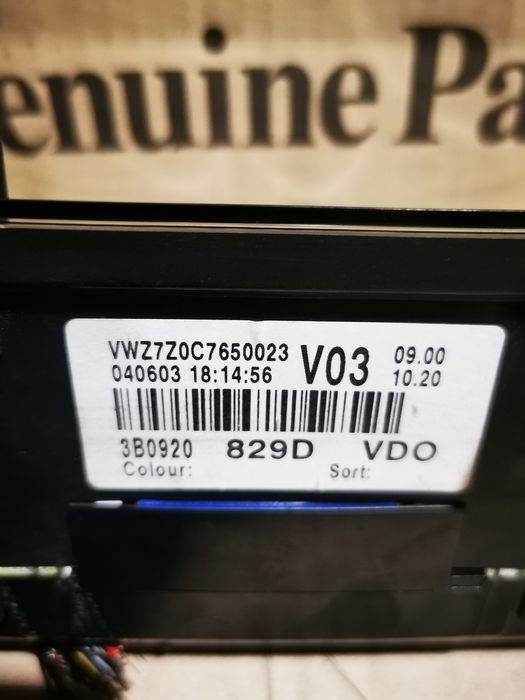 enuine Pa
VWZ7Z0C7650023 V03 09.00
040603 18:14:56 10.20
3B0920 829D VDO
Colour: Sort: